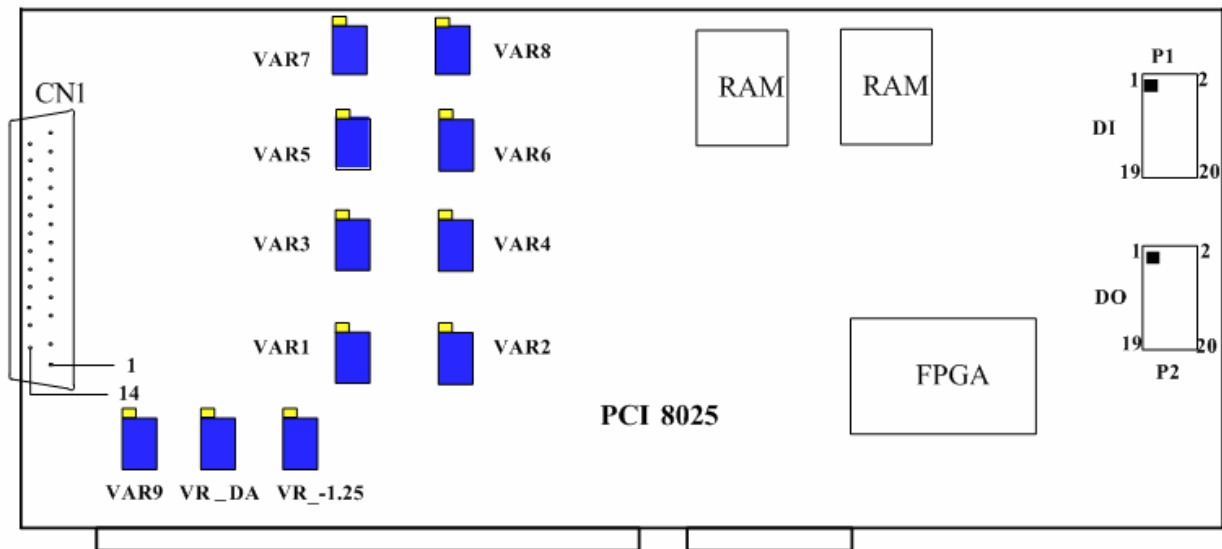 VAR7
VAR8
RAM
RAM
P1
1
2
CN1
DI
VAR5
VAR6
19
20
VAR3
VAR4
1
2
DO
VAR1
VAR2
19
20
1
FPGA
P2
14
PCI 8025
VAR9
VR_DA
VR_-1.25